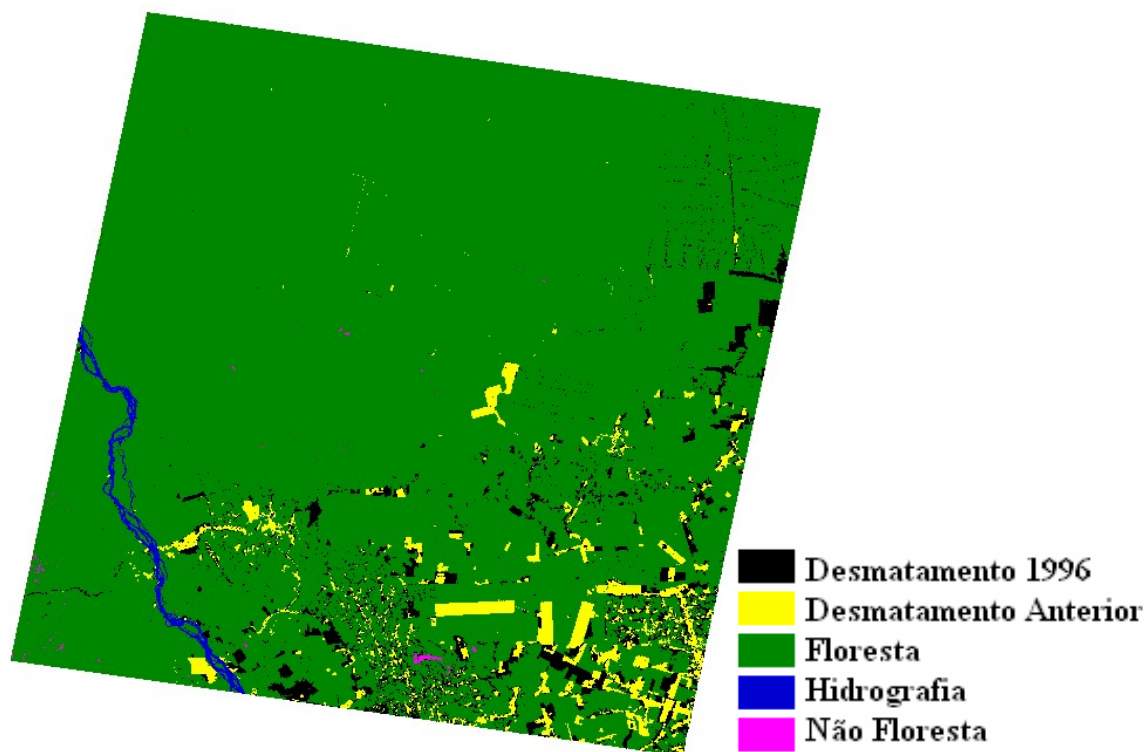 Desmatamento 1996
Desmatamento Anterior
Floresta
Hidrografia
Não Floresta